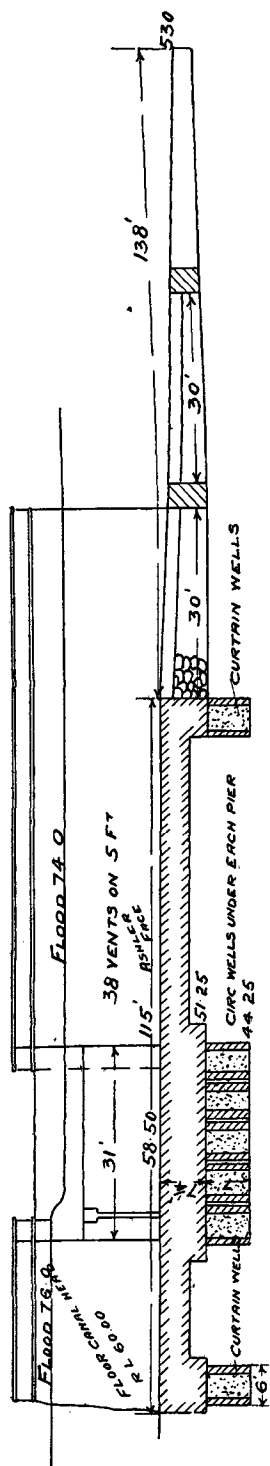 FLOOD 76 0
FLOOR CANAL HEAD
R L 60.00
FLOOD 74 0
31'
38 VENTS ON 5 FT
58.50
115'
ASHLER
FACE
51.25
CURTAIN WELLS
CIRC WELLS UNDER EACH PIER
44 25
6'
CURTAIN WELLS
30'
30'
138'
530